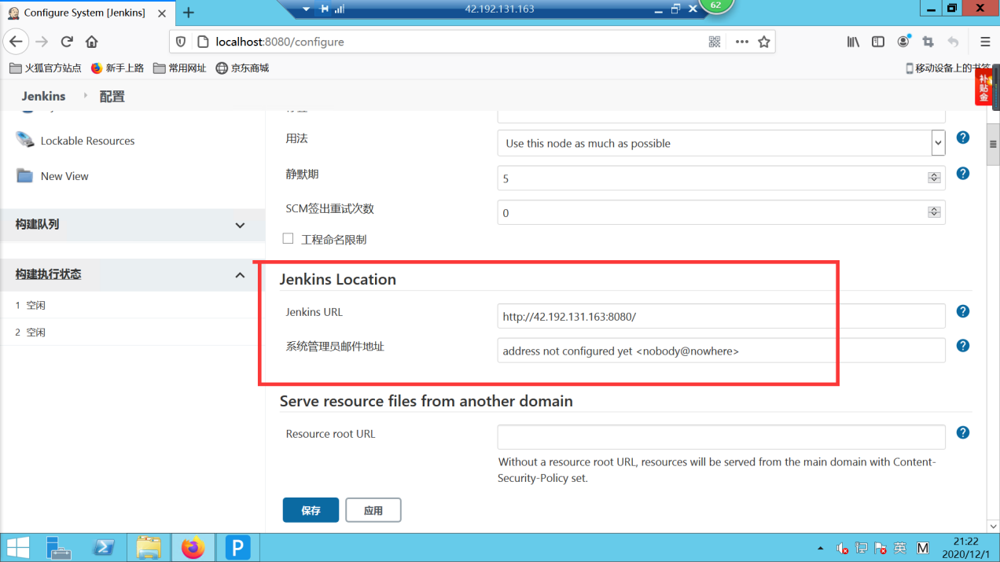 Configure System [Jenkins]
42.192.131.163
62
localhost:8080/configure
火狐官方站点
新手上路
常用网址
京东商城
移动设备上的书签
补
贴
金
Jenkins
配置
Lockable Resources
New View
构建队列
构建执行状态
1 空闲
2 空闲
用法
Use this node as much as possible
静默期
5
SCM签出重试次数
0
工程命名限制
Jenkins Location
Jenkins URL
http://42.192.131.163:8080/
系统管理员邮件地址
address not configured yet <nobody@nowhere>
Serve resource files from another domain
Resource root URL
Without a resource root URL, resources will be served from the main domain with Content-
Security-Policy set.
保存
应用
P
英
M
21:22
2020/12/1